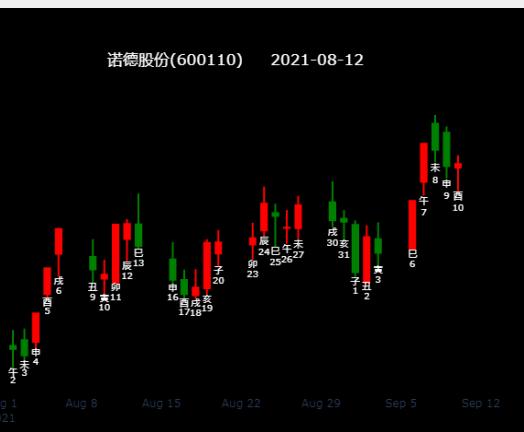 诺德股份(600110) 2021-08-12
未
8
午
7
申
9
酉
10
戌
30
亥
31
巳
6
辰
24
午
26
未
27
巳
25
卯
23
寅
3
子
1
丑
2
巳
13
辰
12
戌
6
丑
9
卯
11
寅
10
子
20
申
16
酉
17
戌
18
亥
19
酉
5
申
4
未
3
午
2
g 1 Aug 8 Aug 15 Aug 22 Aug 29 Sep 5 Sep 12
021